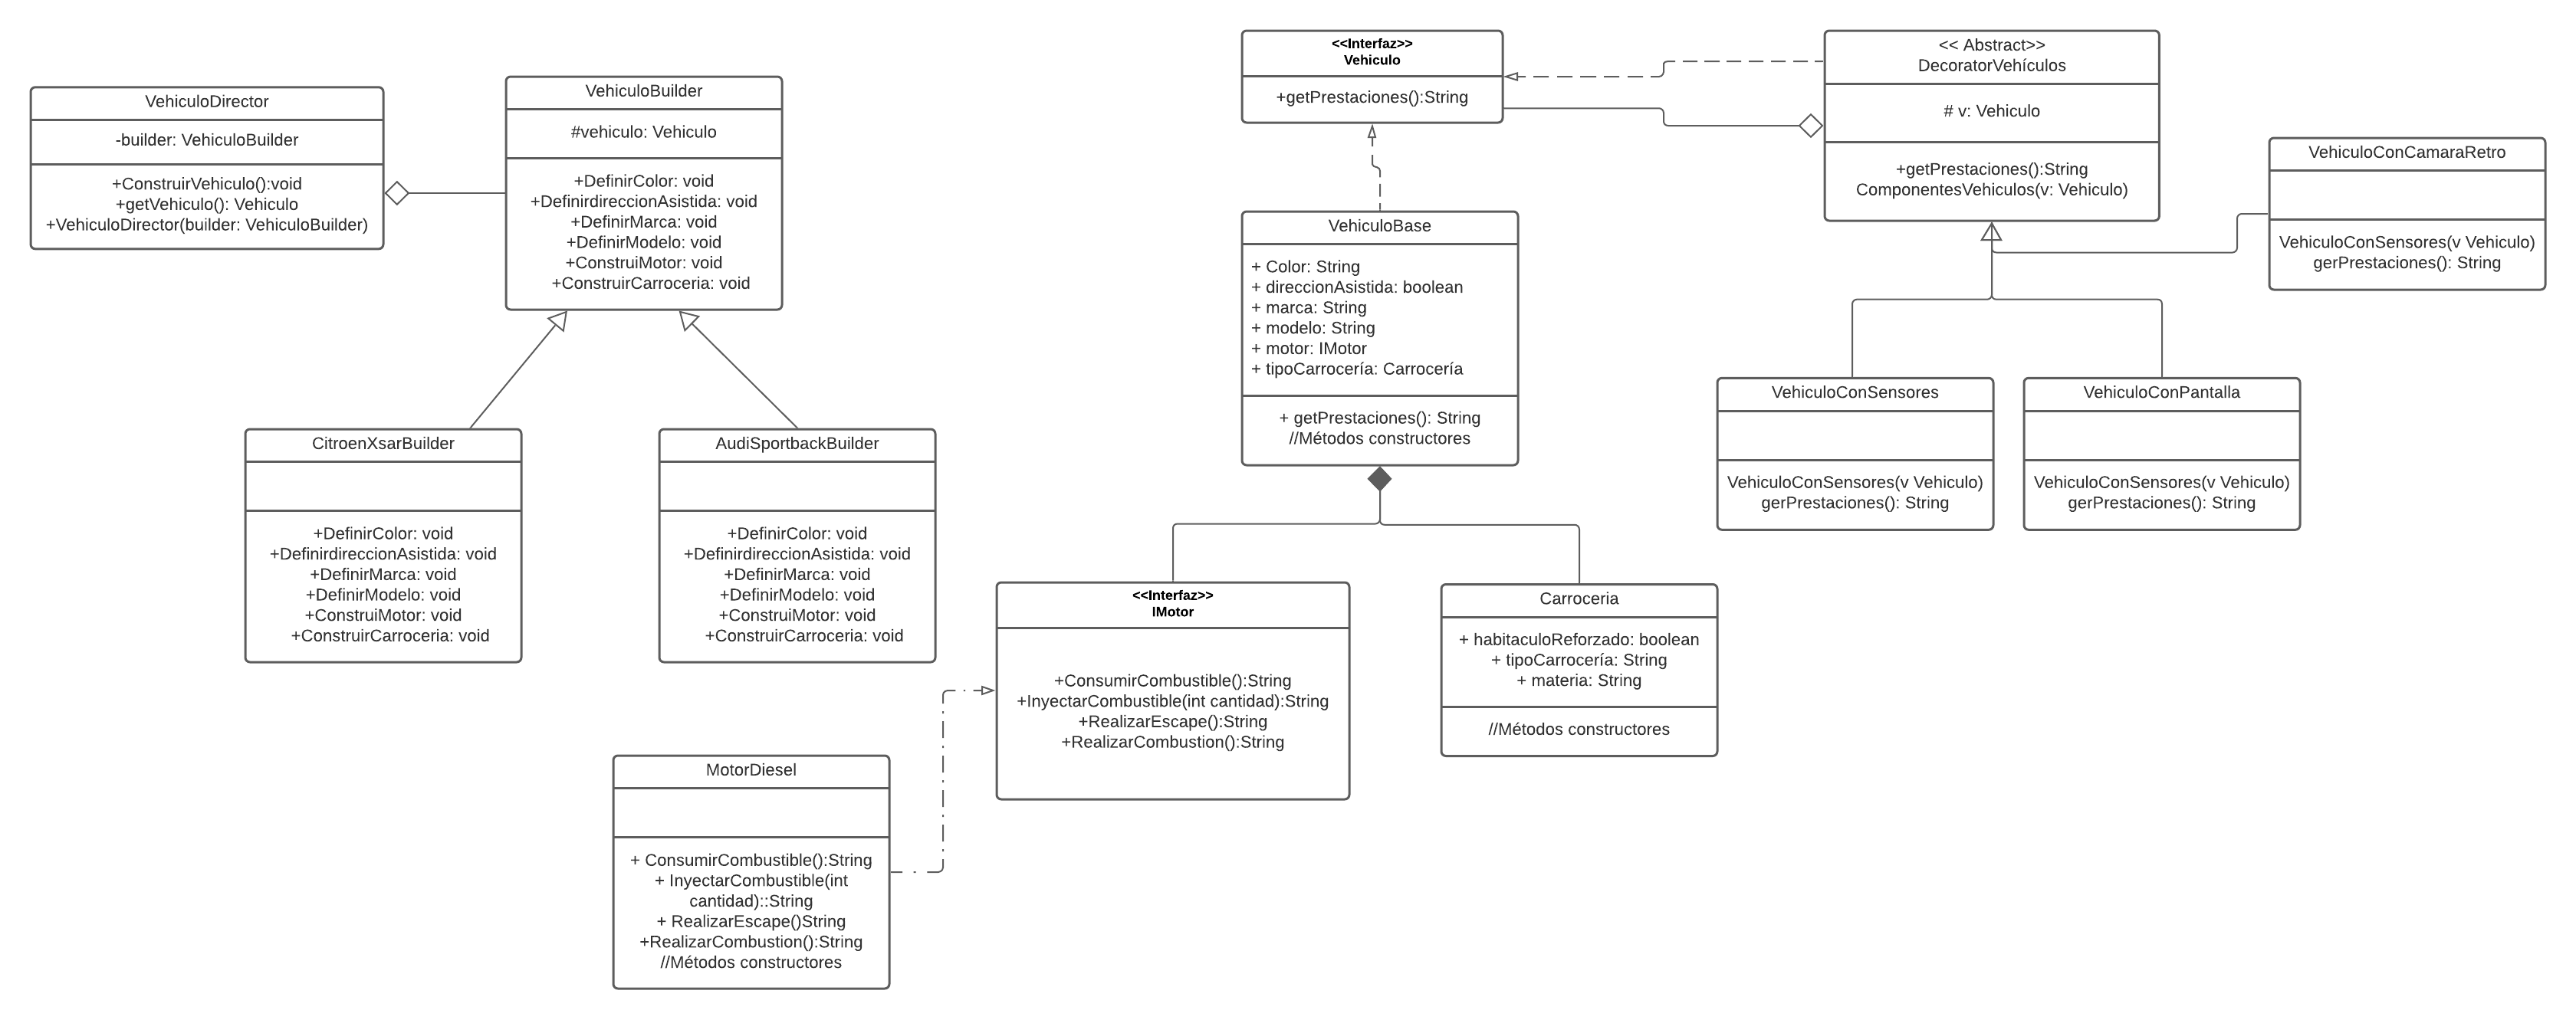 VehiculoDirector
-builder: VehiculoBuilder
+ConstruirVehiculo():void
+getVehiculo(): Vehiculo
+VehiculoDirector(builder: VehiculoBuilder)
VehiculoBuilder
#vehiculo: Vehiculo
+DefinirColor: void
+DefinirdireccionAsistida: void
+DefinirMarca: void
+DefinirModelo: void
+ConstruiMotor: void
+ConstruirCarroceria: void
CitroenXsarBuilder
+DefinirColor: void
+DefinirdireccionAsistida: void
+DefinirMarca: void
+DefinirModelo: void
+ConstruiMotor: void
+ConstruirCarroceria: void
AudiSportbackBuilder
+DefinirColor: void
+DefinirdireccionAsistida: void
+DefinirMarca: void
+DefinirModelo: void
+ConstruiMotor: void
+ConstruirCarroceria: void
<<Interfaz>>
Vehiculo
+getPrestaciones():String
<< Abstract>>
DecoratorVehículos
# v: Vehiculo
+getPrestaciones():String
ComponentesVehiculos(v: Vehiculo)
VehiculoConCamaraRetro
VehiculoConSensores(v Vehiculo)
gerPrestaciones(): String
VehiculoBase
+ Color: String
+ direccionAsistida: boolean
+ marca: String
+ modelo: String
+ motor: IMotor
+ tipoCarrocería: Carrocería
+ getPrestaciones(): String
//Métodos constructores
VehiculoConSensores
VehiculoConSensores(v Vehiculo)
gerPrestaciones(): String
VehiculoConPantalla
VehiculoConSensores(v Vehiculo)
gerPrestaciones(): String
<<Interfaz>>
IMotor
+ConsumirCombustible():String
+InyectarCombustible(int cantidad):String
+RealizarEscape():String
+RealizarCombustion():String
Carroceria
+ habitaculoReforzado: boolean
+ tipoCarrocería: String
+ materia: String
//Métodos constructores
MotorDiesel
+ ConsumirCombustible():String
+ InyectarCombustible(int
cantidad)::String
+ RealizarEscape()String
+RealizarCombustion():String
//Métodos constructores